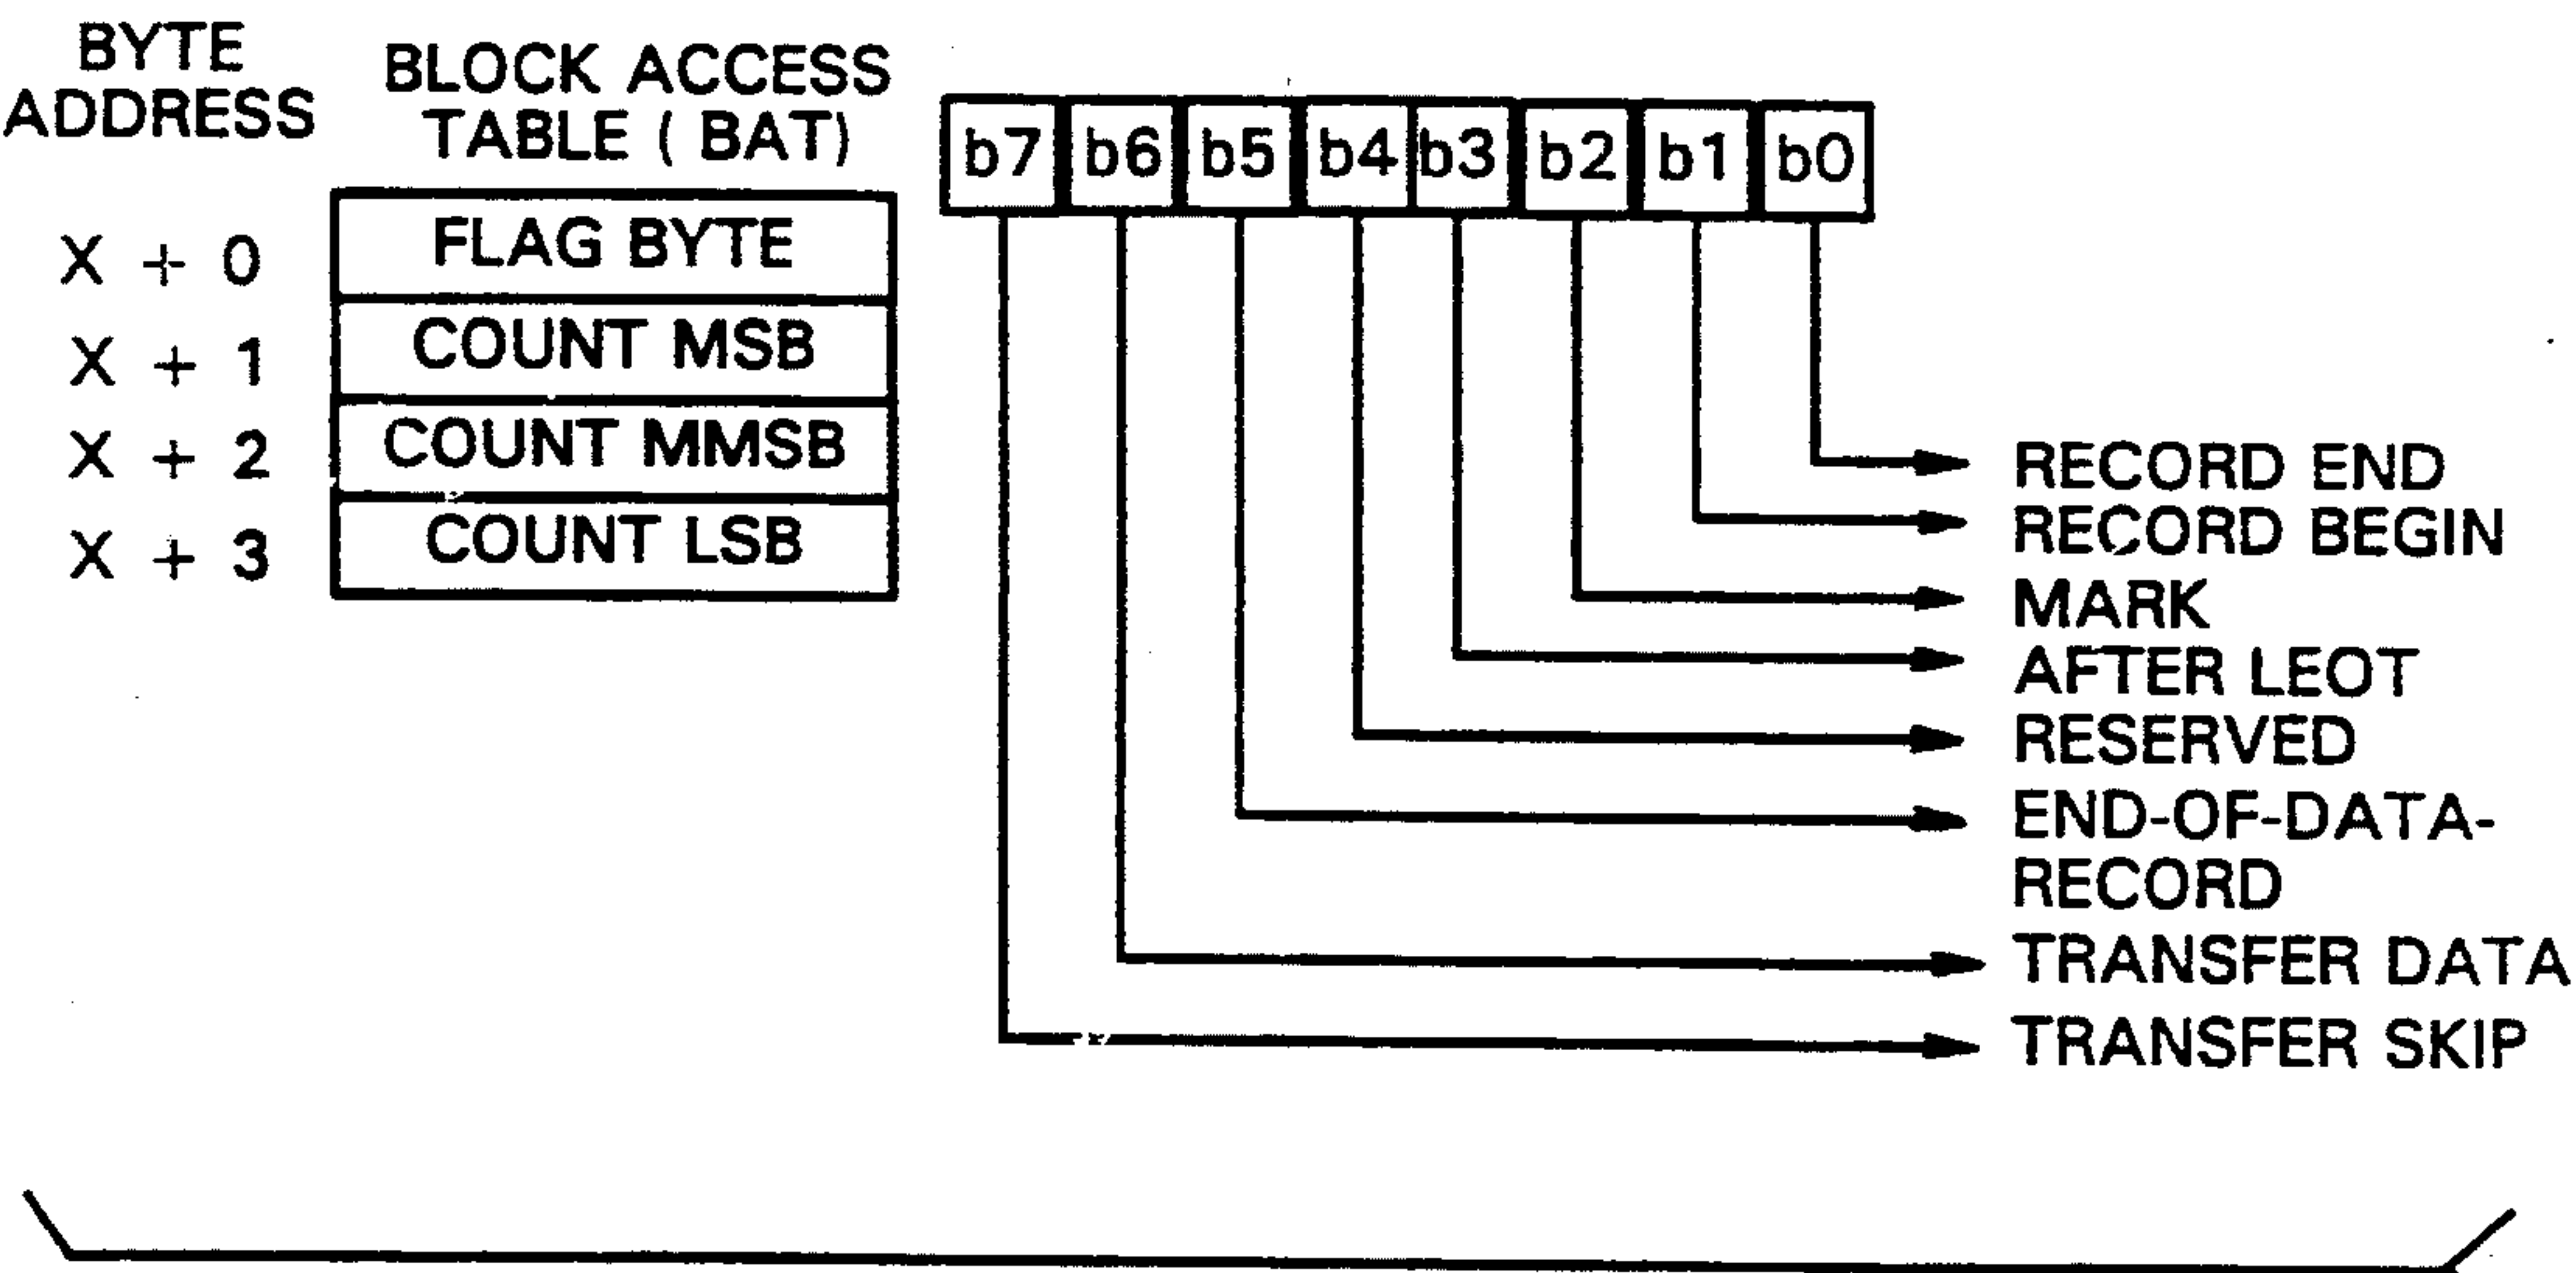 BYTE
ADDRESS
BLOCK ACCESS
TABLE ( BAT)
b7 b6 b5 b4 b3 b2 b1 b0
X + 0 FLAG BYTE
X + 1 COUNT MSB
X + 2 COUNT MMSB
X + 3 COUNT LSB
RECORD END
RECORD BEGIN
MARK
AFTER LEOT
RESERVED
END-OF-DATA-
RECORD
TRANSFER DATA
TRANSFER SKIP